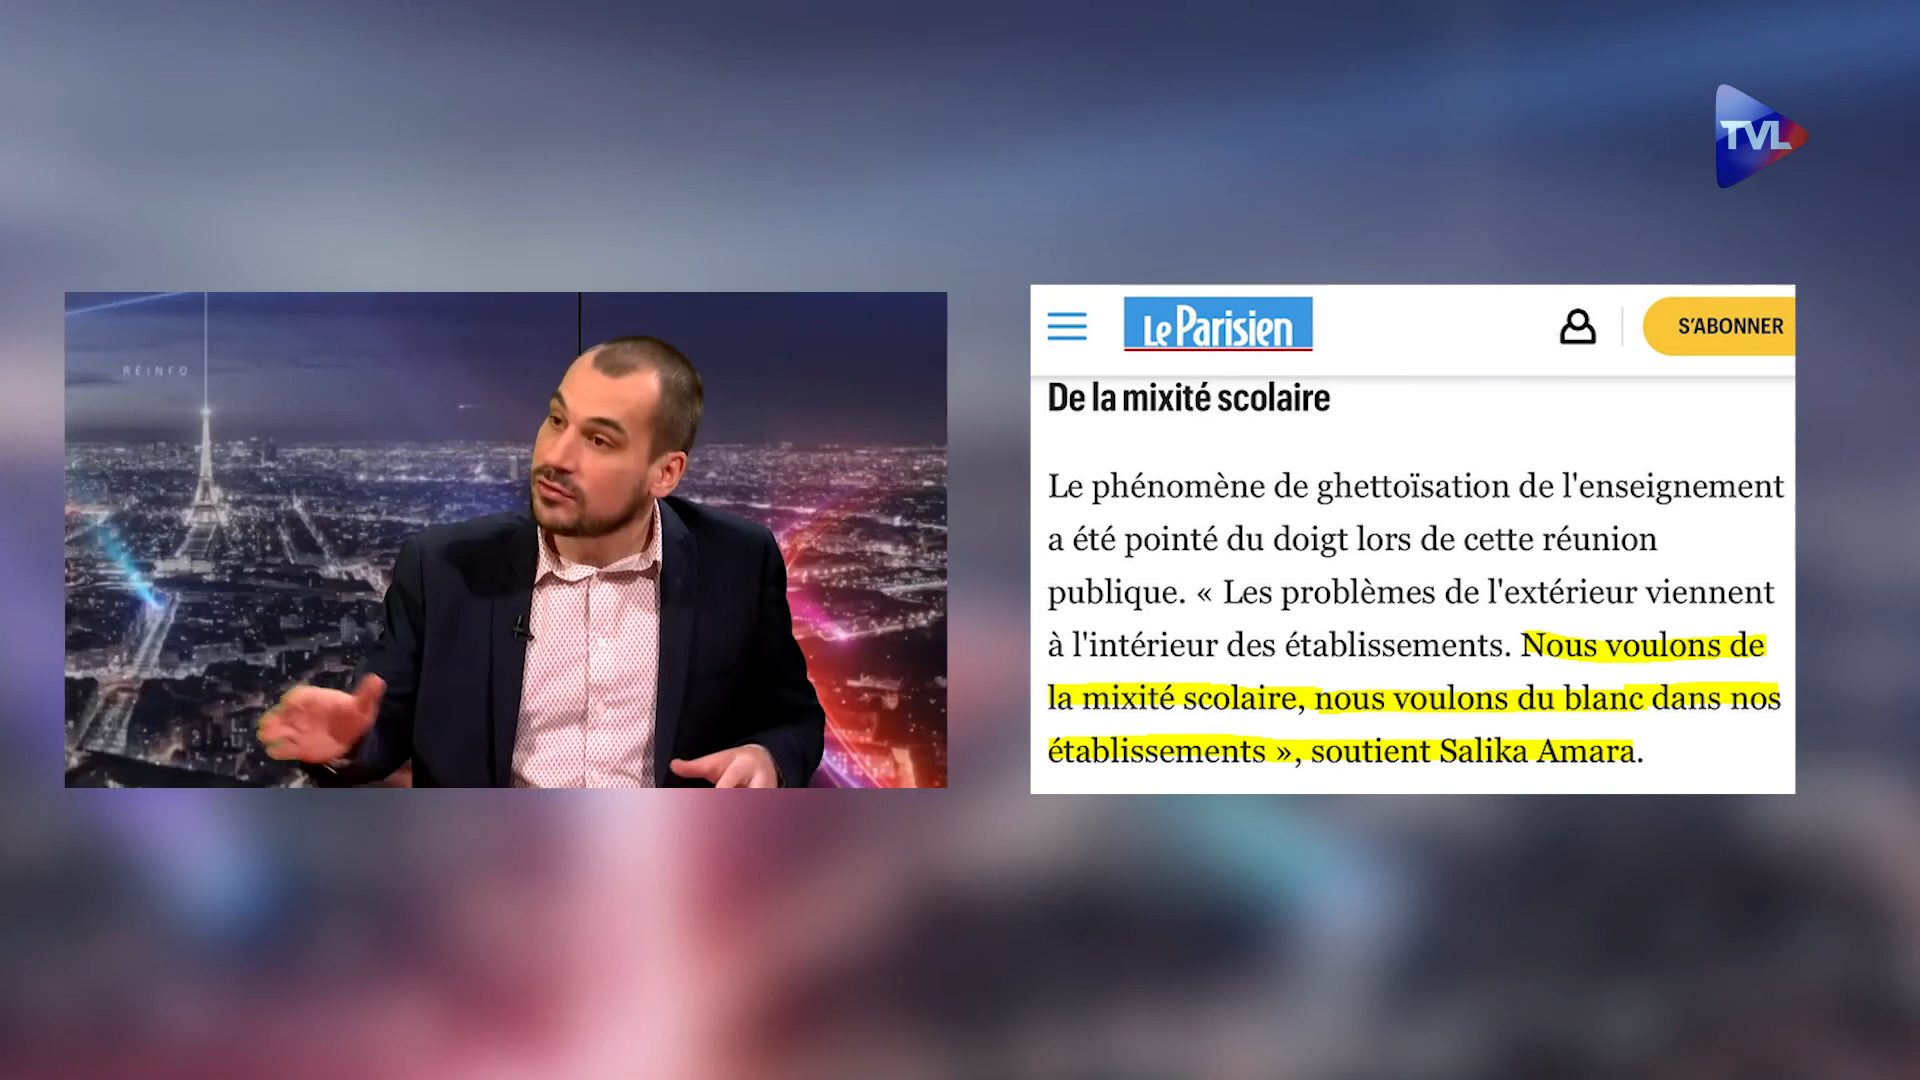 TVL
RÉINFO
Le Parisien
S'ABONNER
De la mixité scolaire
Le phénomène de ghettoïsation de l'enseignement
a été pointé du doigt lors de cette réunion
publique. « Les problèmes de l'extérieur viennent
à l'intérieur des établissements. Nous voulons de
la mixité scolaire, nous voulons du blanc dans nos
établissements », soutient Salika Amara.